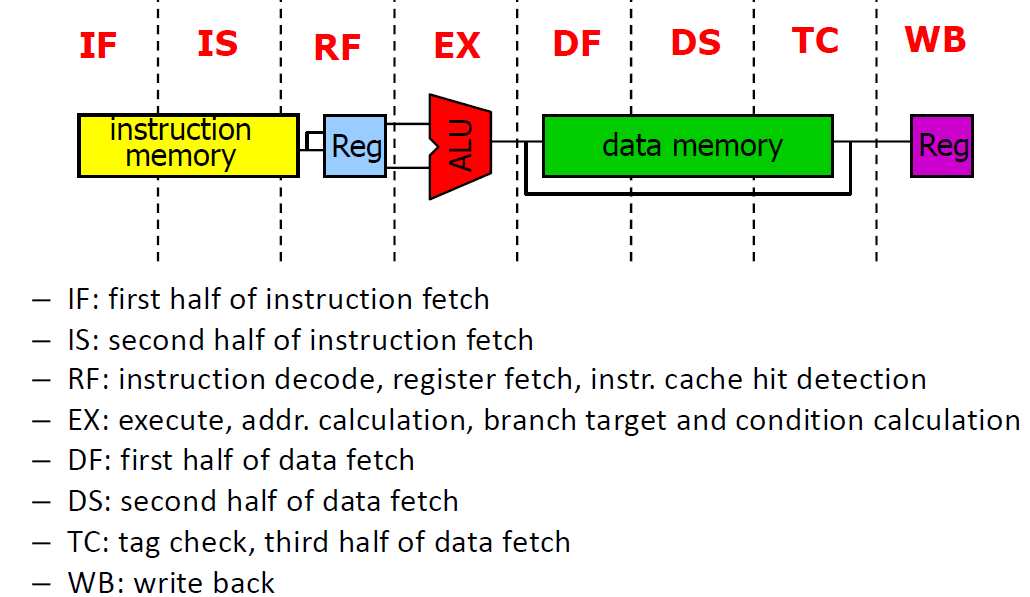 IF IS RF EX DF DS TC WB
instruction
memory
Reg
ALU
data memory
Reg
– IF: first half of instruction fetch
– IS: second half of instruction fetch
– RF: instruction decode, register fetch, instr. cache hit detection
– EX: execute, addr. calculation, branch target and condition calculation
– DF: first half of data fetch
– DS: second half of data fetch
– TC: tag check, third half of data fetch
– WB: write back